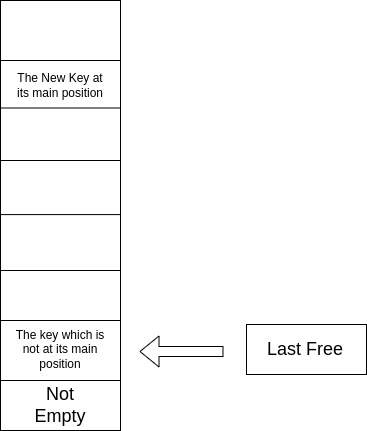 The New Key at
its main position
The key which is
not at its main
position
Last Free
Not
Empty